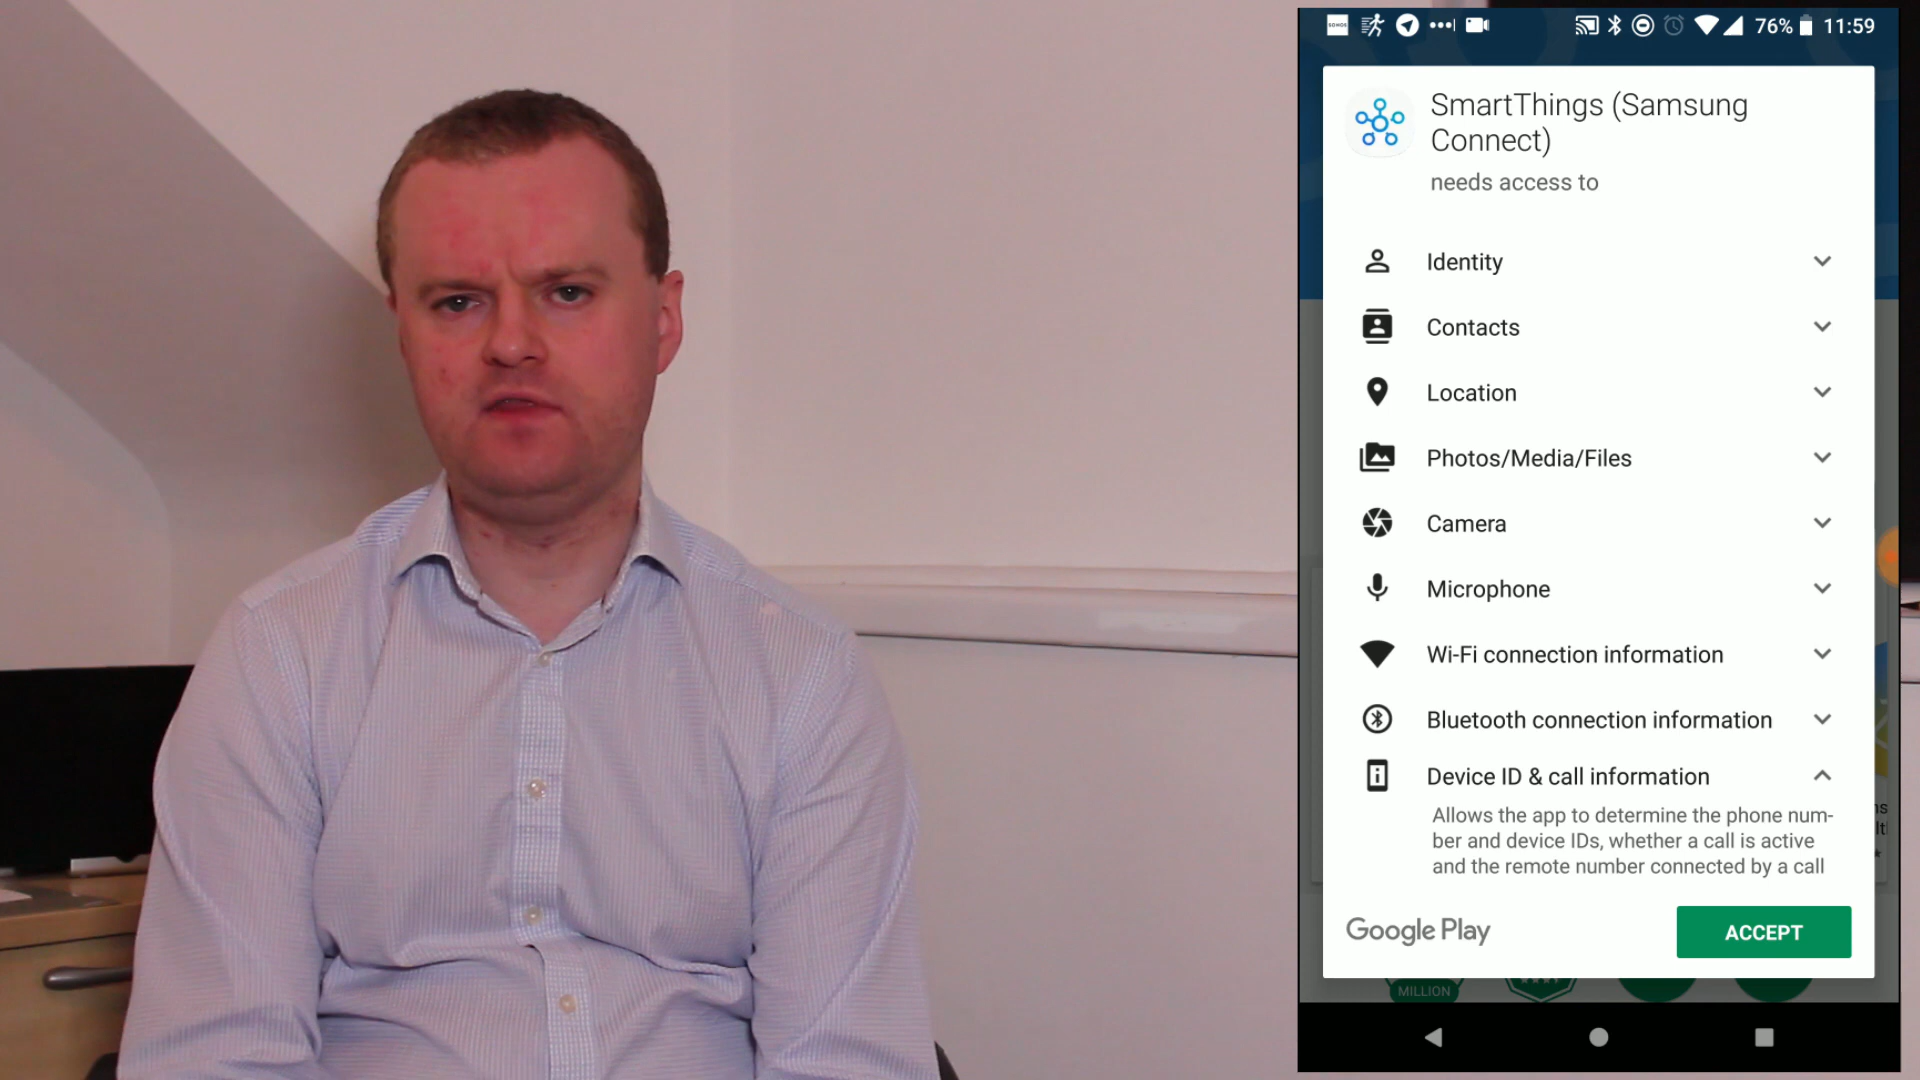 SONOS
76% 11:59
SmartThings (Samsung
Connect)
needs access to
Identity
Contacts
Location
Photos/Media/Files
Camera
Microphone
Wi-Fi connection information
Bluetooth connection information
Device ID & call information
Allows the app to determine the phone num-
ber and device IDs, whether a call is active
and the remote number connected by a call
Google Play
ACCEPT
MILLION